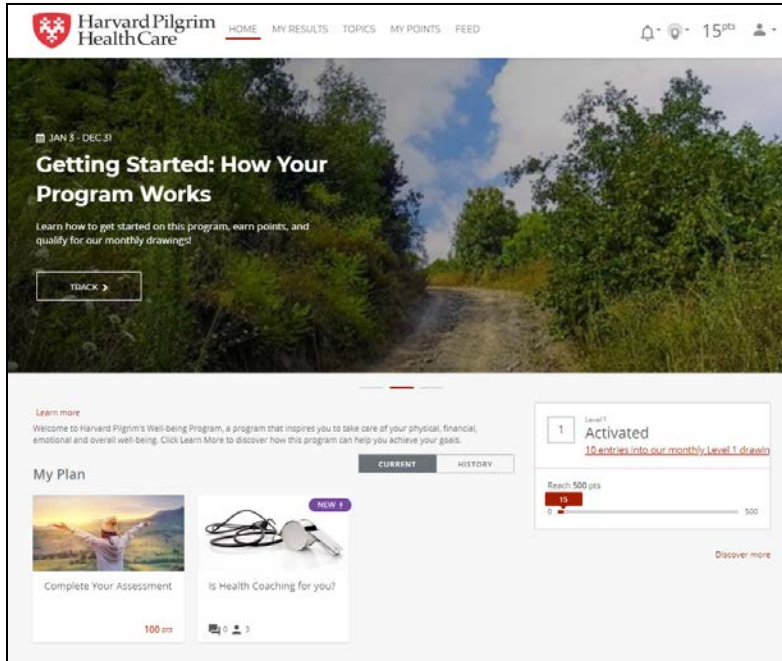 Harvard Pilgrim
HealthCare
HOME MY RESULTS TOPICS MY POINTS FEED
15 pts
JAN 3 - DEC 31
Getting Started: How Your
Program Works
Learn how to get started on this program, earn points, and
qualify for our monthly drawings!
TRACK >
Learn more
Welcome to Harvard Pilgrim's Well-being Program, a program that inspires you to take care of your physical, financial,
emotional and overall well-being. Click Learn More to discover how this program can help you achieve your goals.
My Plan
CURRENT HISTORY
NEW
Complete Your Assessment
100 pts
Is Health Coaching for you?
0 3
1
Level 1
Activated
10 entries into our monthly Level 1 drawin
Reach 500 pts
15
0 500
Discover more